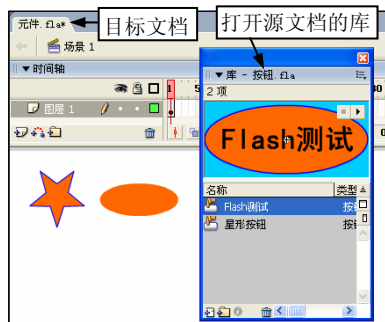 元件.fla*
目标文档
打开源文档的库
场景 1
▼时间轴
1
5
图层 1
▼库 - 按钮.fla
2 项
Flash测试
名称
类型
Flash测试
按
星形按钮
按